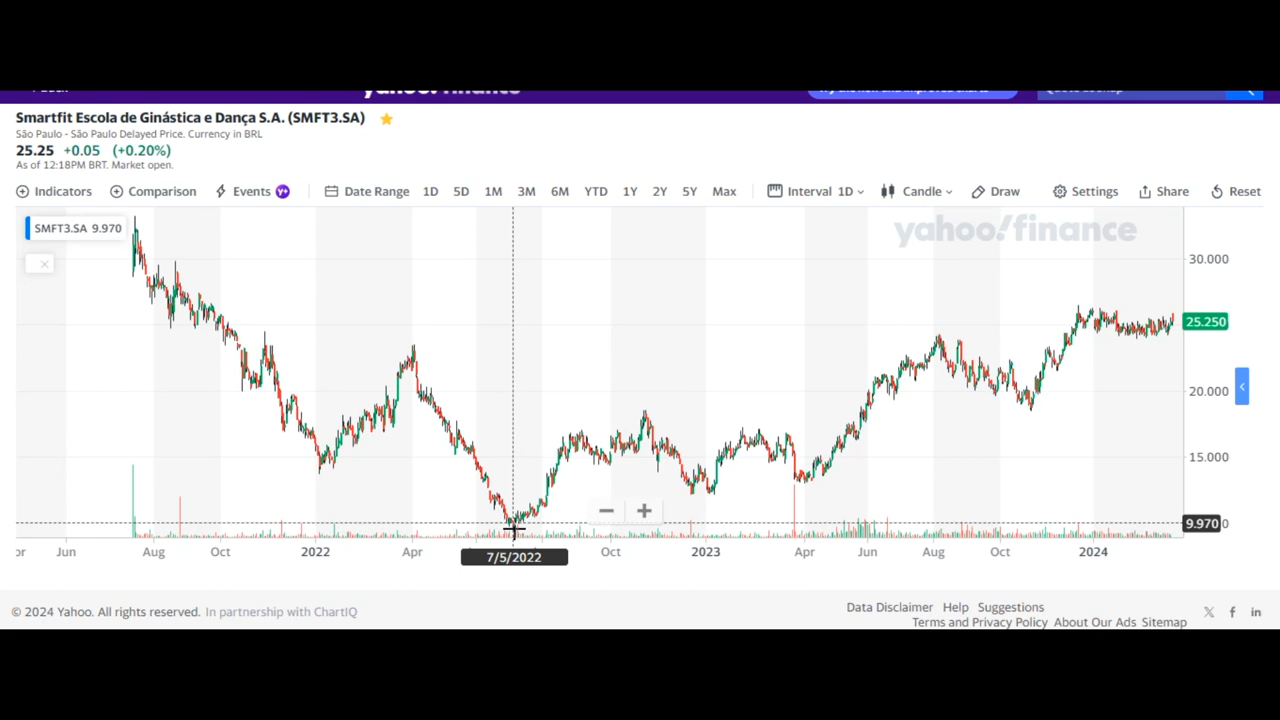 yahoo! finance
Smartfit Escola de Ginástica e Dança S.A. (SMFT3.SA)
São Paulo - São Paulo Delayed Price. Currency in BRL
25.25 +0.05 (+0.20%)
As of 12:18PM BRT. Market open.
Indicators Comparison Events Y+ Date Range 1D 5D 1M 3M 6M YTD 1Y 2Y 5Y Max Interval 1D Candle Draw Settings Share Reset
SMFT3.SA 9.970
yahoo!finance
30.000
25.250
20.000
15.000
9.970
Jun Aug Oct 2022 Apr Oct 2023 Apr Jun Aug Oct 2024
7/5/2022
© 2024 Yahoo. All rights reserved. In partnership with ChartIQ
Data Disclaimer Help Suggestions
Terms and Privacy Policy About Our Ads Sitemap